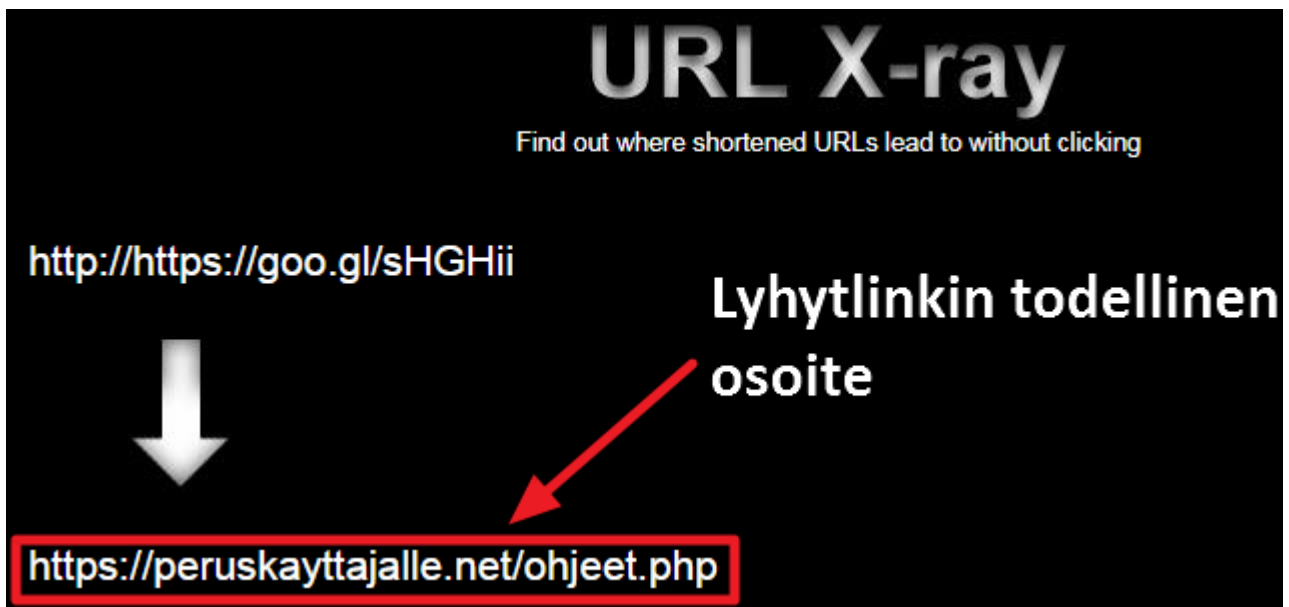 URL X-ray
Find out where shortened URLs lead to without clicking
http://https://goo.gl/sHGHii
Lyhytlinkin todellinen
osoite
https://peruskayttajalle.net/ohjeet.php